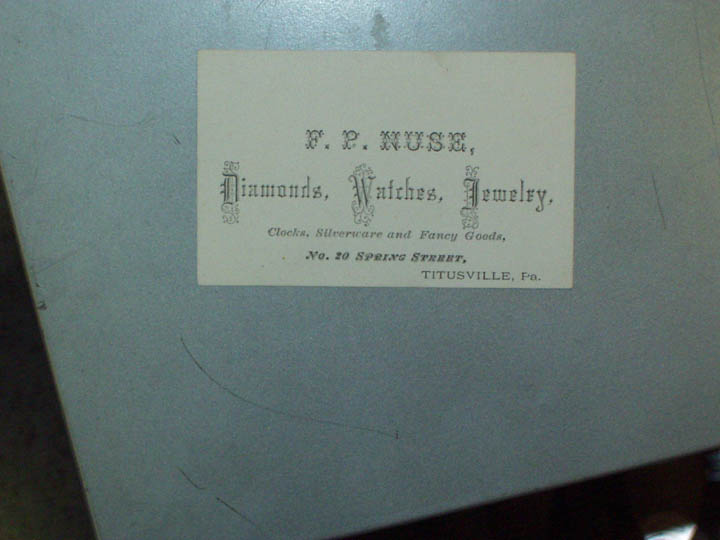 F. P. NUSE,
Diamonds, Watches, Jewelry,
Clocks, Silverware and Fancy Goods,
No. 20 SPRING STREET,
TITUSVILLE, Pa.